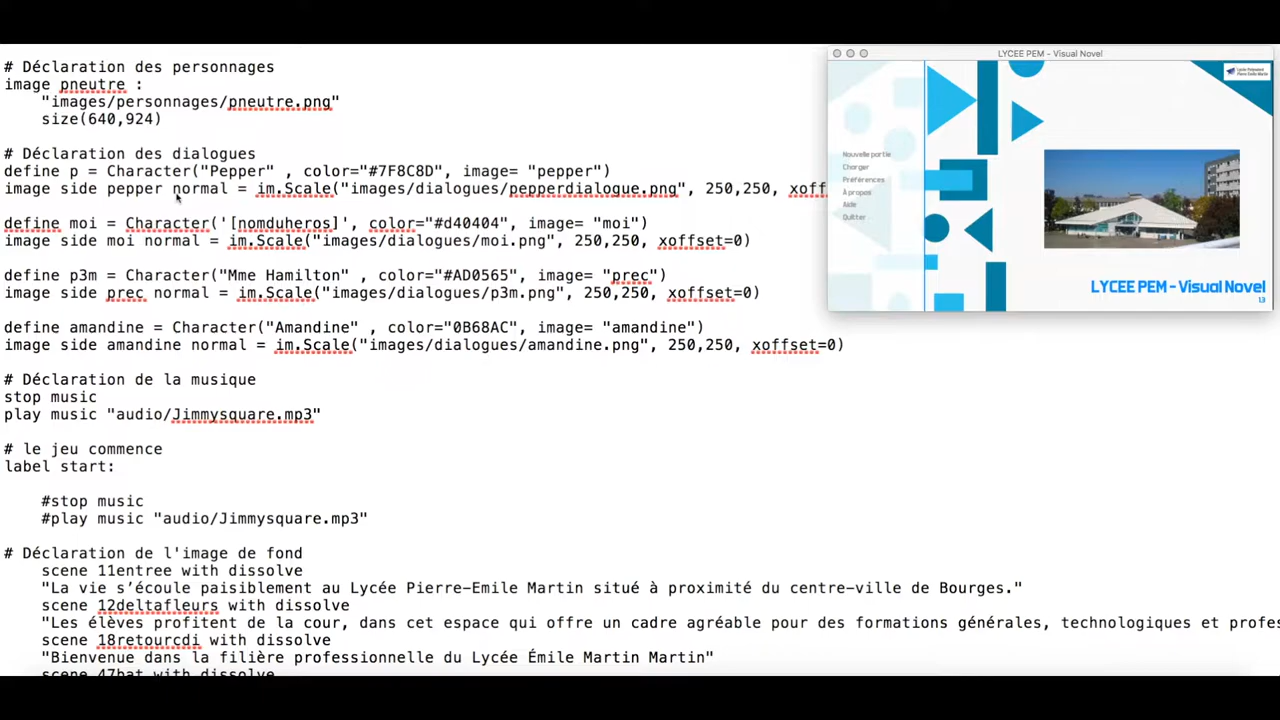 # Déclaration des personnages
image pneutre :
"images/personnages/pneutre.png"
size(640,924)
# Déclaration des dialogues
define p = Character("Pepper" , color="#7F8C8D", image= "pepper")
image side pepper normal = im.Scale("images/dialogues/pepperdialogue.png", 250,250, xoff
define moi = Character('[nomduheros]', color="#d40404", image= "moi")
image side moi normal = im.Scale("images/dialogues/moi.png", 250,250, xoffset=0)
define p3m = Character("Mme Hamilton" , color="#AD0565", image= "prec")
image side prec normal = im.Scale("images/dialogues/p3m.png", 250,250, xoffset=0)
define amandine = Character("Amandine" , color="0B68AC", image= "amandine")
image side amandine normal = im.Scale("images/dialogues/amandine.png", 250,250, xoffset=0)
# Déclaration de la musique
stop music
play music "audio/Jimmysquare.mp3"
# le jeu commence
label start:
#stop music
#play music "audio/Jimmysquare.mp3"
# Déclaration de l'image de fond
scene 11entree with dissolve
"La vie s’écoule paisiblement au Lycée Pierre-Emile Martin situé à proximité du centre-ville de Bourges."
scene 12deltafleurs with dissolve
"Les élèves profitent de la cour, dans cet espace qui offre un cadre agréable pour des formations générales, technologiques et profes
scene 18retourcdi with dissolve
"Bienvenue dans la filière professionnelle du Lycée Émile Martin Martin"
scene 47bat with dissolve
LYCEE PEM - Visual Novel
Nouvelle partie
Charger
Préférences
À propos
Aide
Quitter
LYCEE PEM - Visual Novel
1.3